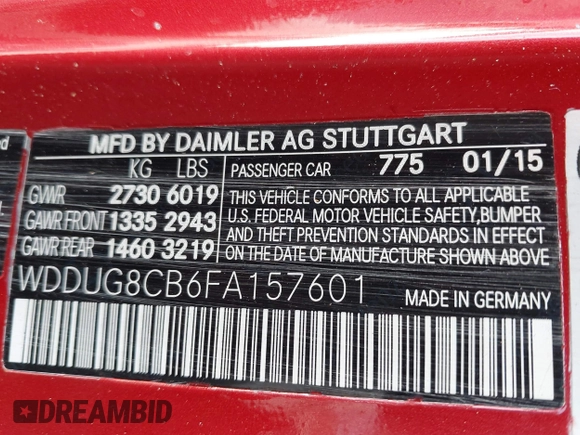 MFD BY DAIMLER AG STUTTGART
KG LBS PASSENGER CAR 775 01/15
GVWR 2730 6019
GAWR FRONT 1335 2943
GAWR REAR 1460 3219
THIS VEHICLE CONFORMS TO ALL APPLICABLE
U.S. FEDERAL MOTOR VEHICLE SAFETY,BUMPER
AND THEFT PREVENTION STANDARDS IN EFFECT
ON THE DATE OF MANUFACTURE SHOWN ABOVE.
WDDUG8CB6FA157601 MADE IN GERMANY
DREAMBID